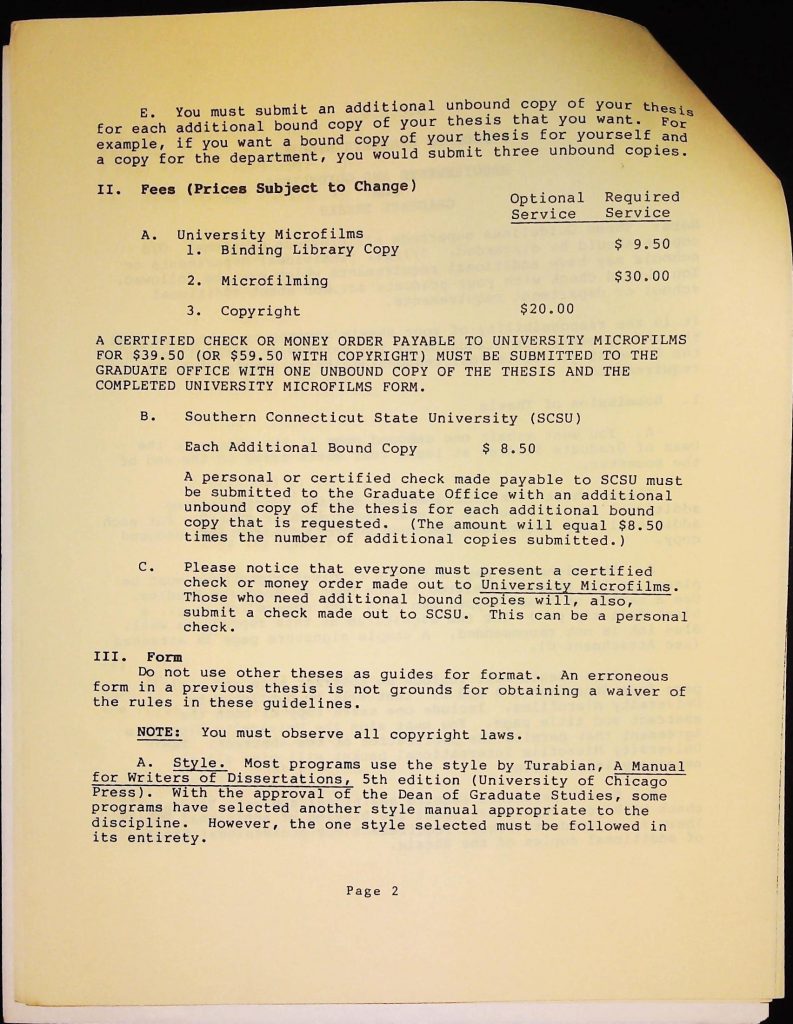 E. You must submit an additional unbound copy of your thesis
for each additional bound copy of your thesis that you want. For
example, if you want a bound copy of your thesis for yourself and
a copy for the department, you would submit three unbound copies.
II. Fees (Prices Subject to Change)
Optional Required
Service Service
A. University Microfilms
1. Binding Library Copy $ 9.50
2. Microfilming $30.00
3. Copyright $20.00
A CERTIFIED CHECK OR MONEY ORDER PAYABLE TO UNIVERSITY MICROFILMS
FOR $39.50 (OR $59.50 WITH COPYRIGHT) MUST BE SUBMITTED TO THE
GRADUATE OFFICE WITH ONE UNBOUND COPY OF THE THESIS AND THE
COMPLETED UNIVERSITY MICROFILMS FORM.
B. Southern Connecticut State University (SCSU)
Each Additional Bound Copy $ 8.50
A personal or certified check made payable to SCSU must
be submitted to the Graduate Office with an additional
unbound copy of the thesis for each additional bound
copy that is requested. (The amount will equal $8.50
times the number of additional copies submitted.)
C. Please notice that everyone must present a certified
check or money order made out to University Microfilms.
Those who need additional bound copies will, also,
submit a check made out to SCSU. This can be a personal
check.
III. Form
Do not use other theses as guides for format. An erroneous
form in a previous thesis is not grounds for obtaining a waiver of
the rules in these guidelines.
NOTE: You must observe all copyright laws.
A. Style. Most programs use the style by Turabian, A Manual
for Writers of Dissertations, 5th edition (University of Chicago
Press). With the approval of the Dean of Graduate Studies, some
programs have selected another style manual appropriate to the
discipline. However, the one style selected must be followed in
its entirety.
Page 2